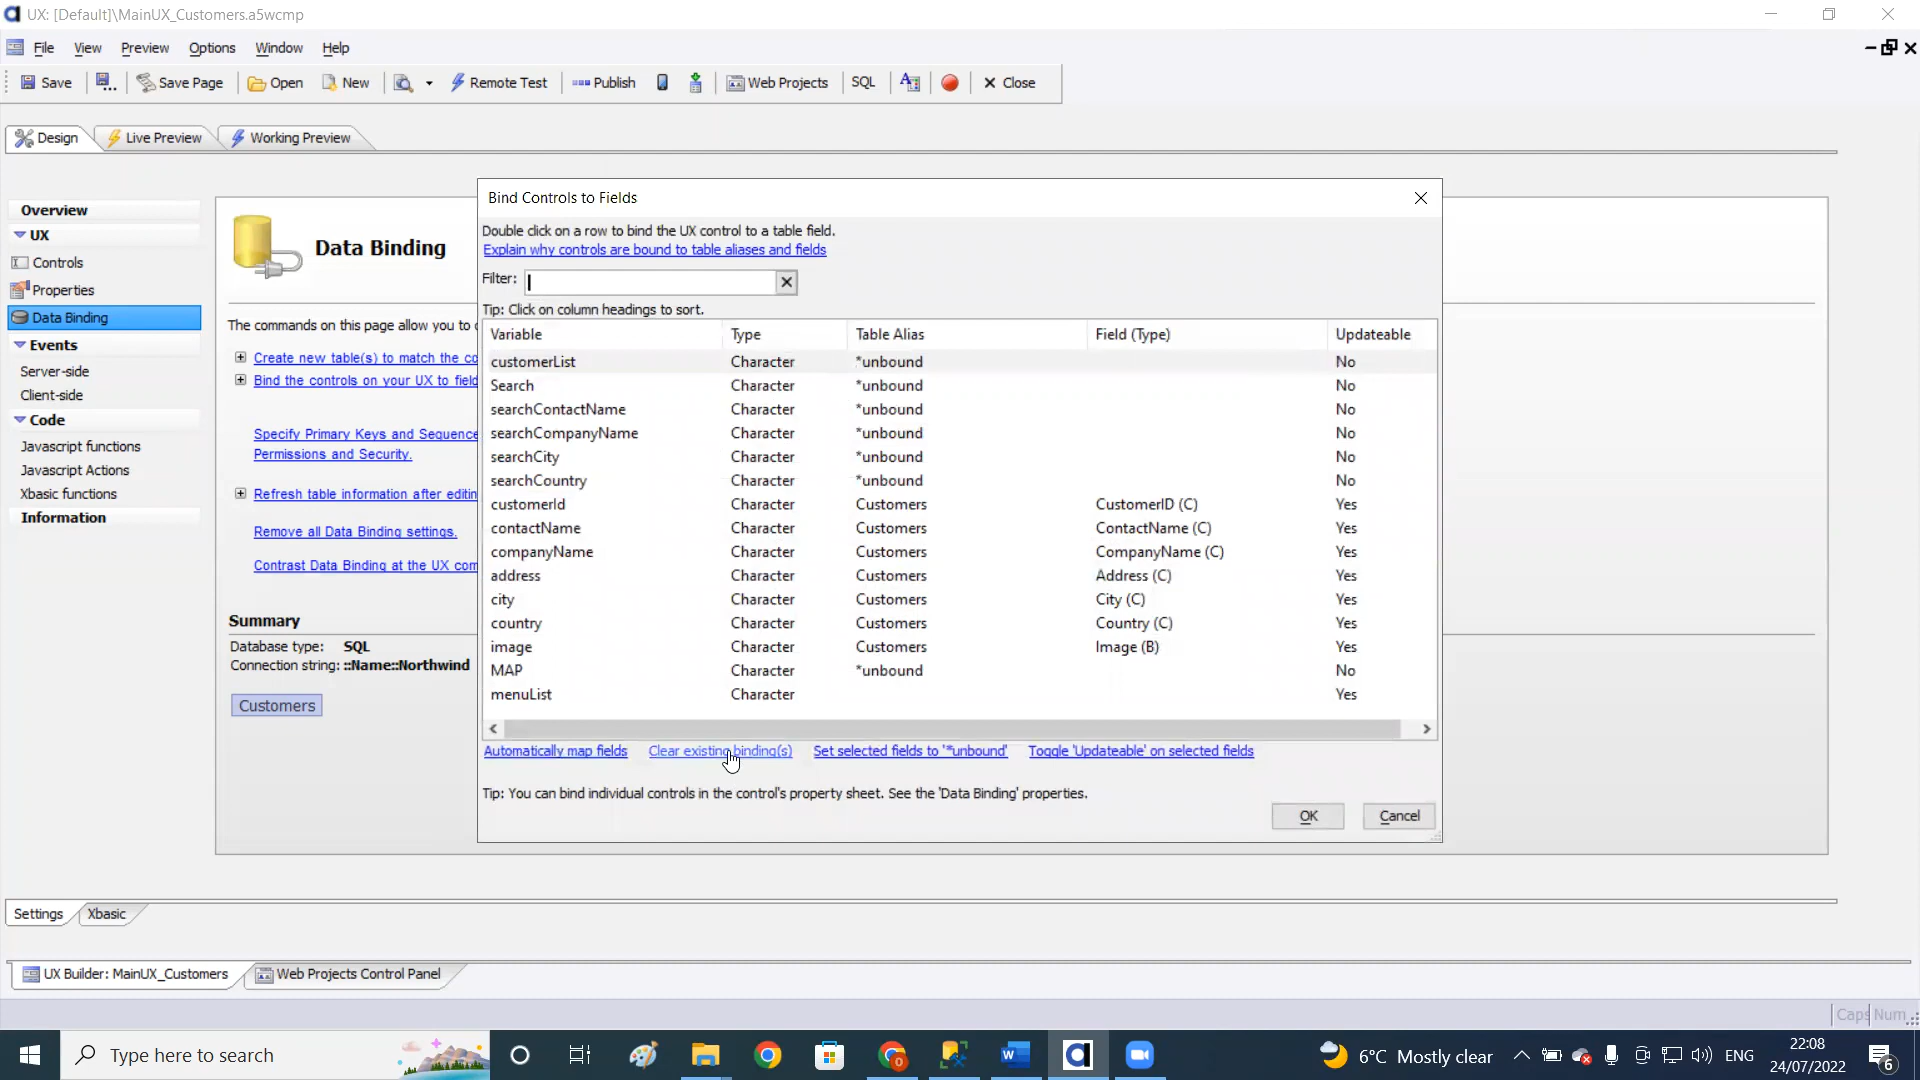 UX: [Default]\MainUX_Customers.a5wcmp
File View Preview Options Window Help
Save Save Page Open New Remote Test Publish Web Projects SQL Close
Design Live Preview Working Preview
Overview
UX
Controls
Properties
Data Binding
Events
Server-side
Client-side
Code
Javascript functions
Javascript Actions
Xbasic functions
Information
Data Binding
The commands on this page allow you to
Create new table(s) to match the co
Bind the controls on your UX to field
Specify Primary Keys and Sequence
Permissions and Security.
Refresh table information after editin
Remove all Data Binding settings.
Contrast Data Binding at the UX com
Summary
Database type: SQL
Connection string: ::Name::Northwind
Customers
Bind Controls to Fields
Double click on a row to bind the UX control to a table field.
Explain why controls are bound to table aliases and fields
Filter:
Tip: Click on column headings to sort.
Variable Type Table Alias Field (Type) Updateable
customerList Character *unbound No
Search Character *unbound No
searchContactName Character *unbound No
searchCompanyName Character *unbound No
searchCity Character *unbound No
searchCountry Character *unbound No
customerId Character Customers CustomerID (C) Yes
contactName Character Customers ContactName (C) Yes
companyName Character Customers CompanyName (C) Yes
address Character Customers Address (C) Yes
city Character Customers City (C) Yes
country Character Customers Country (C) Yes
image Character Customers Image (B) Yes
MAP Character *unbound No
menuList Character Yes
Automatically map fields Clear existing binding(s) Set selected fields to '*unbound' Toggle 'Updateable' on selected fields
Tip: You can bind individual controls in the control's property sheet. See the 'Data Binding' properties.
OK Cancel
Settings Xbasic
UX Builder: MainUX_Customers Web Projects Control Panel
Caps Num
Type here to search
6°C Mostly clear
ENG
22:08
24/07/2022
6